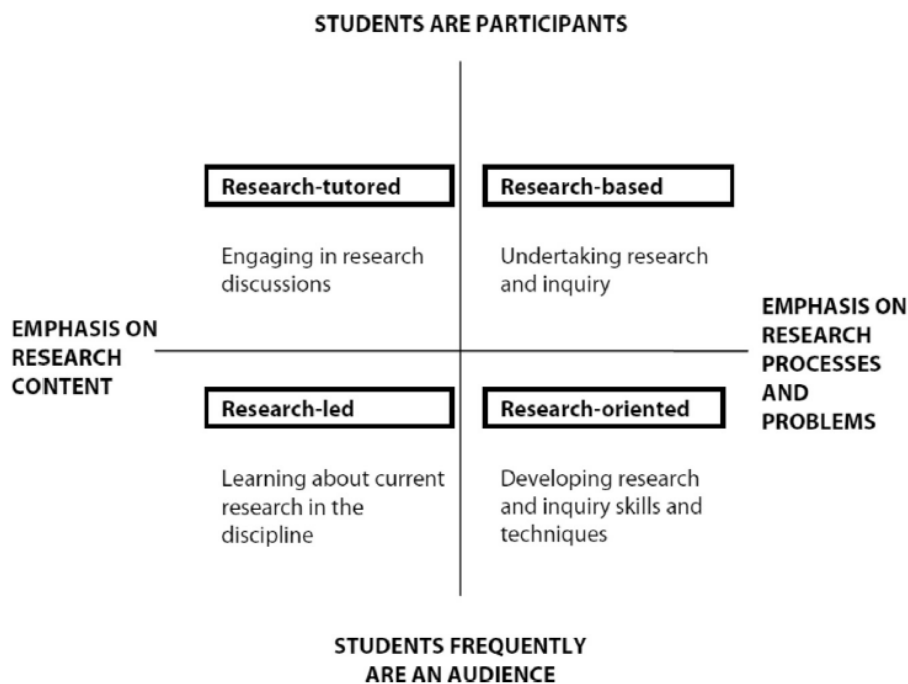 STUDENTS ARE PARTICIPANTS
Research-tutored
Engaging in research
discussions
Research-based
Undertaking research
and inquiry
EMPHASIS ON
RESEARCH
CONTENT
EMPHASIS ON
RESEARCH
PROCESSES
AND
PROBLEMS
Research-led
Learning about current
research in the
discipline
Research-oriented
Developing research
and inquiry skills and
techniques
STUDENTS FREQUENTLY
ARE AN AUDIENCE